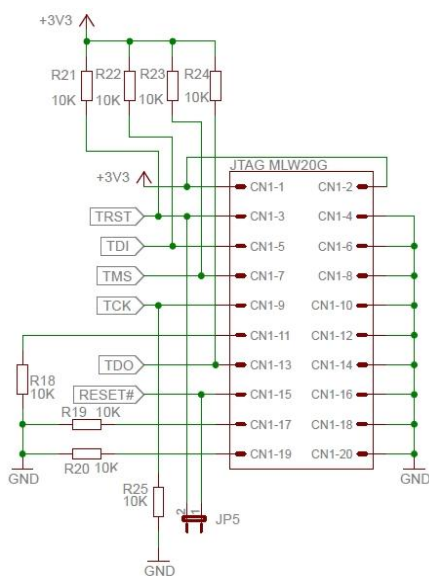 +3V3
R21
10K
R22
10K
R23
10K
R24
10K
JTAG MLW20G
+3V3
CN1-1
CN1-2
TRST
CN1-3
CN1-4
TDI
CN1-5
CN1-6
TMS
CN1-7
CN1-8
TCK
CN1-9
CN1-10
CN1-11
CN1-12
TDO
CN1-13
CN1-14
R18
10K
RESET#
CN1-15
CN1-16
R19 10K
CN1-17
CN1-18
R20 10K
CN1-19
CN1-20
GND
GND
R25
10K
2
1
JP5
GND